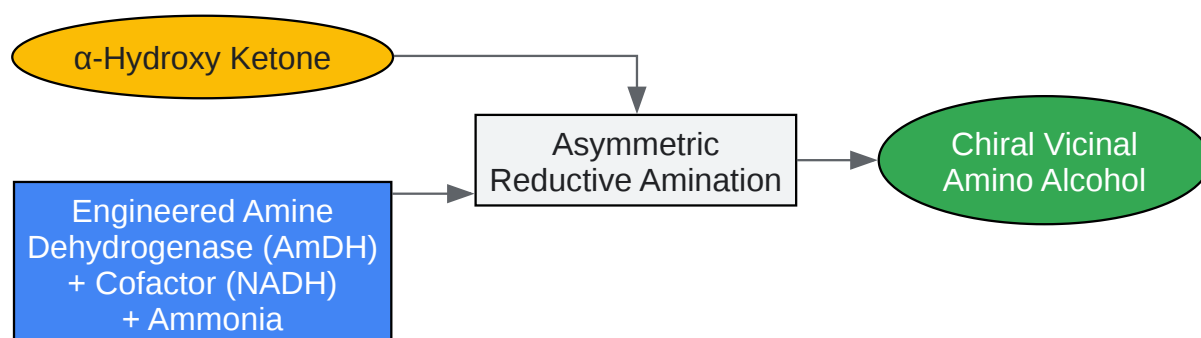 α-Hydroxy Ketone
Engineered Amine
Dehydrogenase (AmDH)
+ Cofactor (NADH)
+ Ammonia
Asymmetric
Reductive Amination
Chiral Vicinal
Amino Alcohol